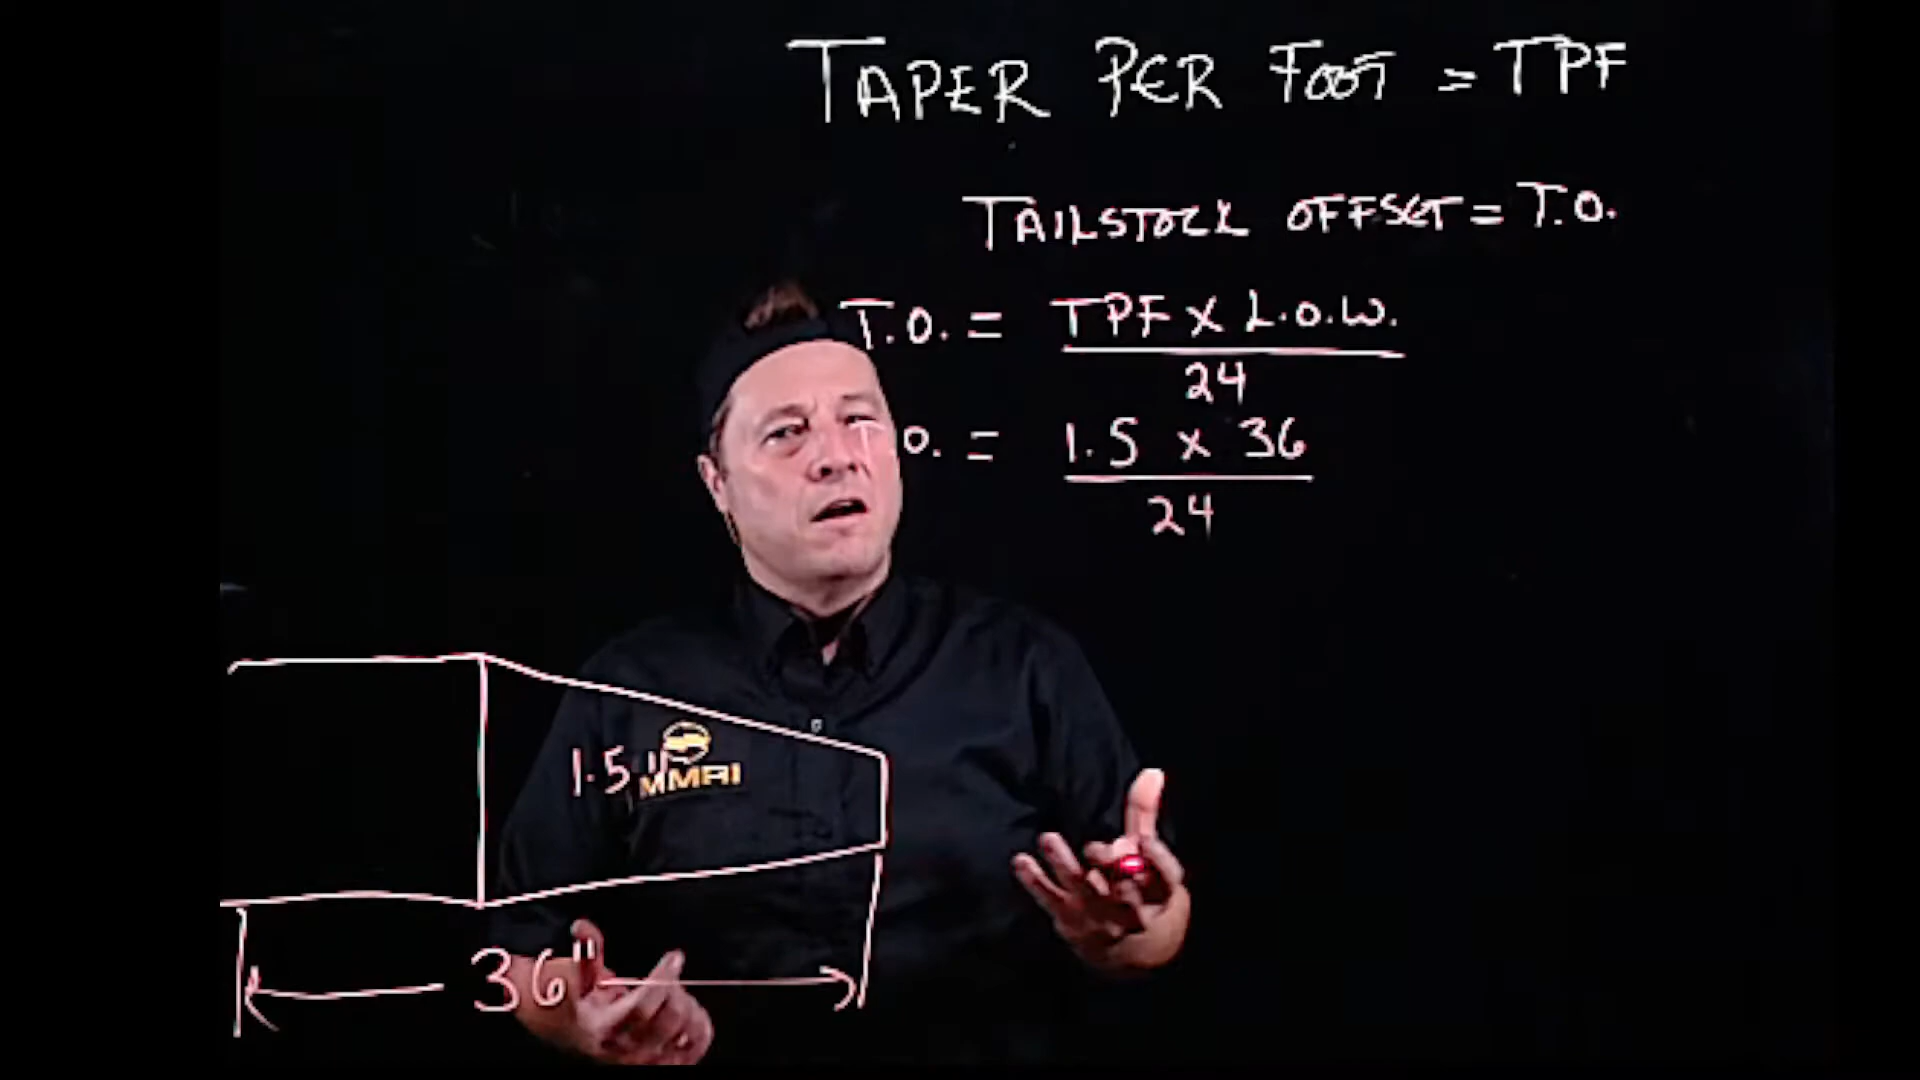 TAPER PER FOOT = TPF
TAILSTOCK OFFSET = T.O.
T.O. = TPF X L.O.W.
24
T.O. = 1.5 X 36
24
1.5"
MMRI
36"